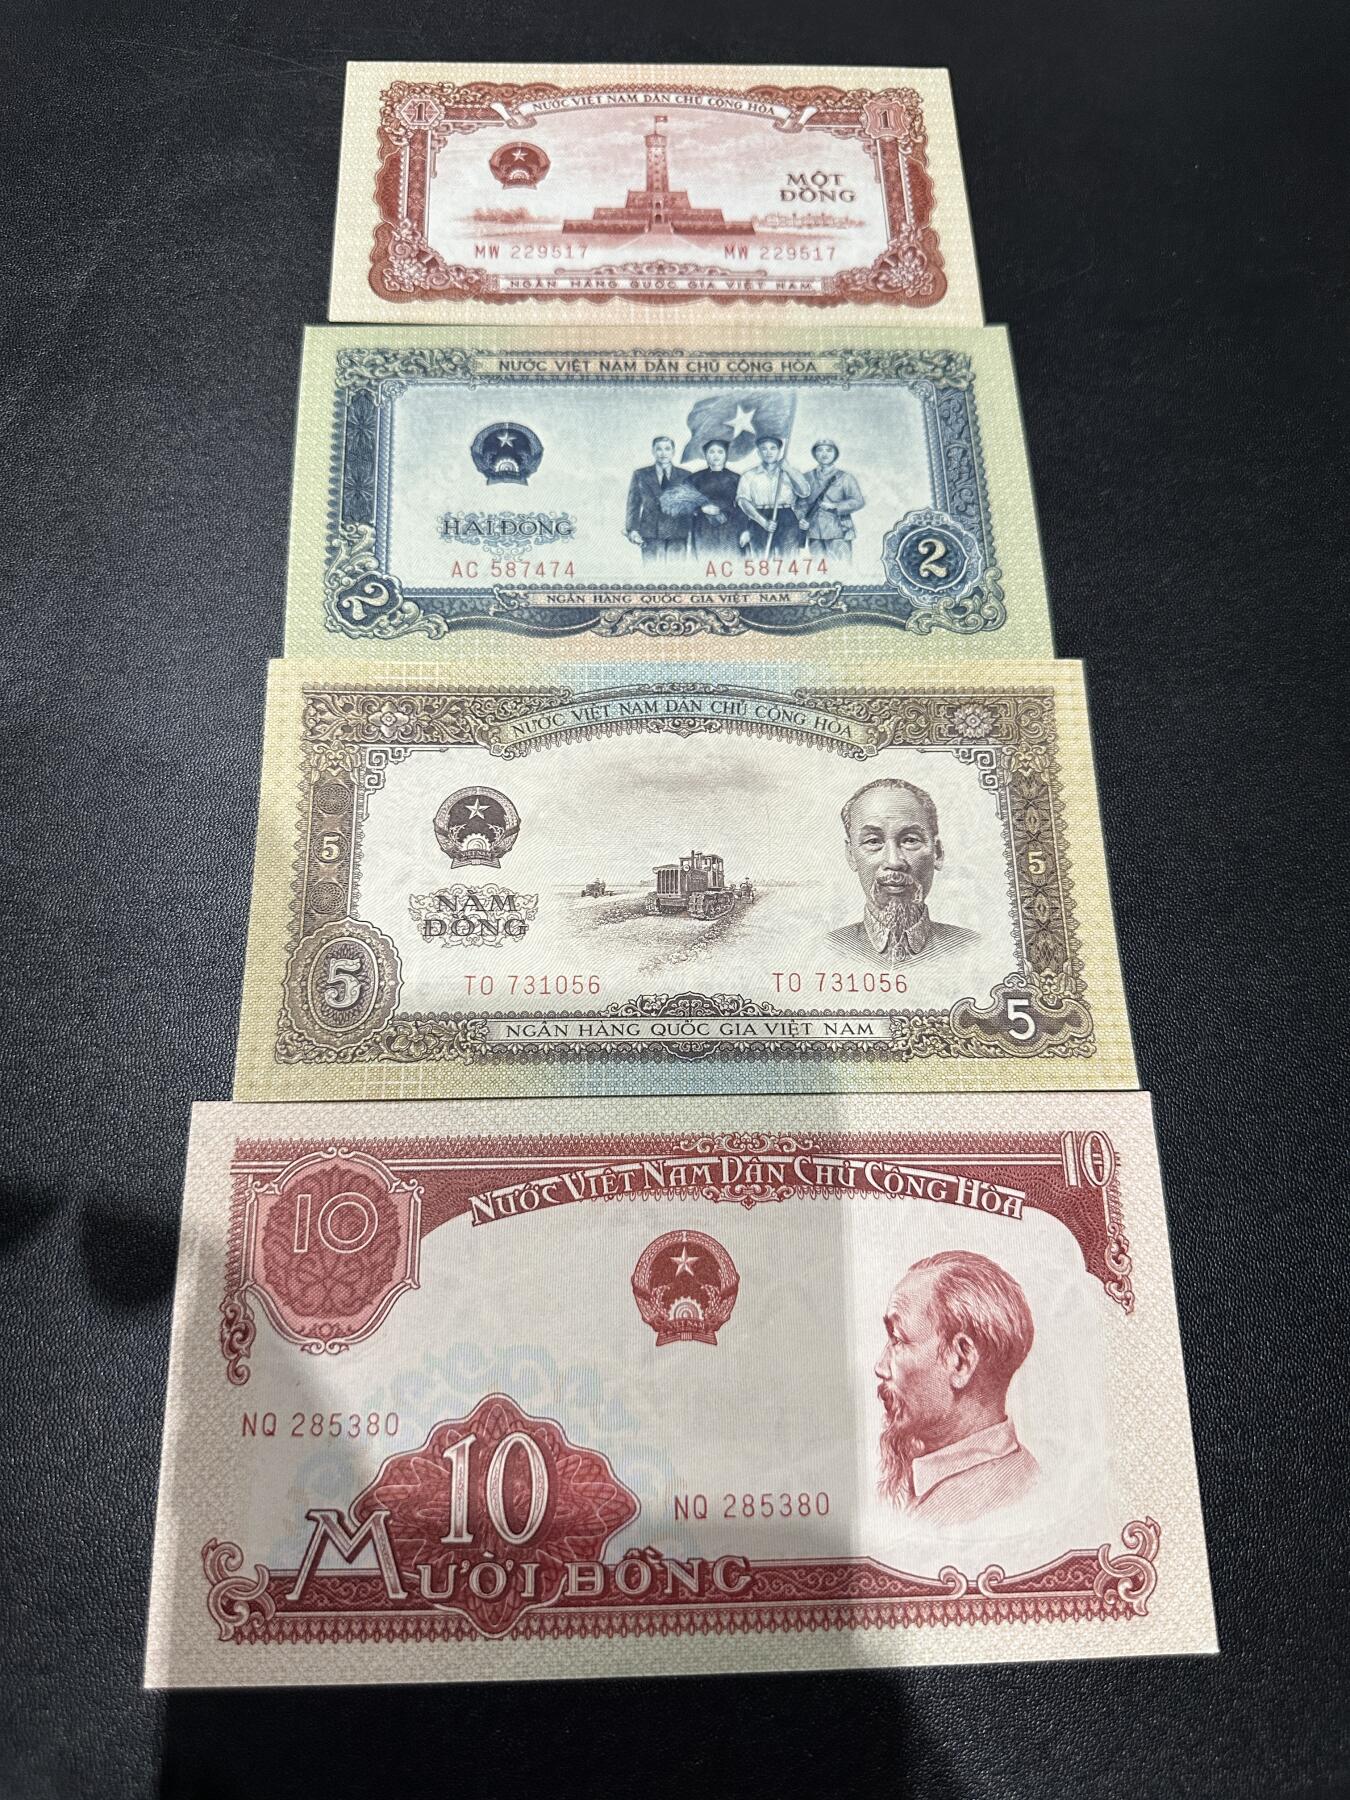 NƯỚC VIỆT NAM DÂN CHỦ CỘNG HÒA
1
1
MỘT
ĐỒNG
MW 229517
MW 229517
NGÂN HÀNG QUỐC GIA VIỆT NAM
NƯỚC VIỆT NAM DÂN CHỦ CỘNG HÒA
HAI ĐỒNG
AC 587474
AC 587474
2
2
NGÂN HÀNG QUỐC GIA VIỆT NAM
NƯỚC VIỆT NAM DÂN CHỦ CỘNG HÒA
5
5
VIỆT NAM
NĂM
ĐỒNG
TO 731056
TO 731056
5
5
NGÂN HÀNG QUỐC GIA VIỆT NAM
10
NƯỚC VIỆT NAM DÂN CHỦ CỘNG HÒA
10
VIỆT NAM
NQ 285380
10
NQ 285380
MƯỜI ĐỒNG